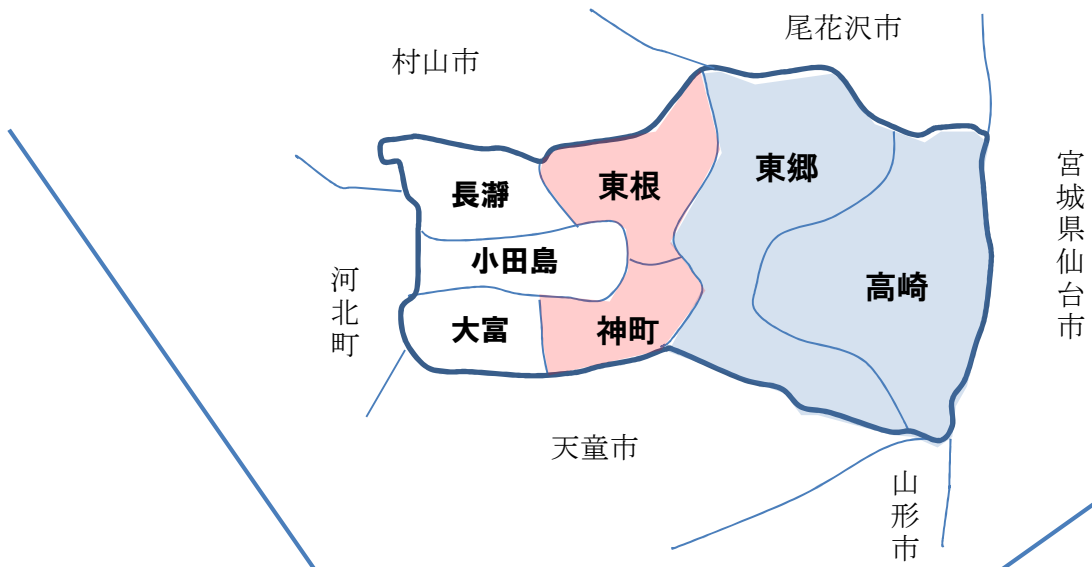 尾花沢市
村山市
宮城県仙台市
東郷
東根
長瀞
小田島
高崎
河北町
大富
神町
天童市
山形市